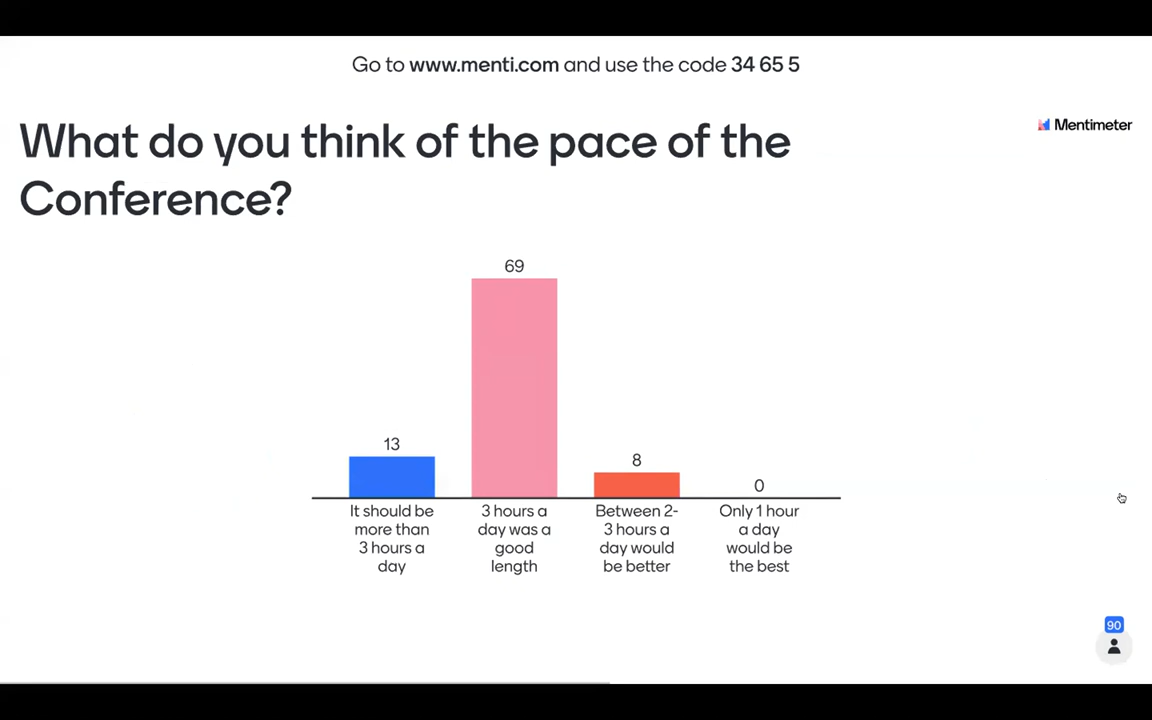 Go to www.menti.com and use the code 34 65 5
Mentimeter
What do you think of the pace of the
Conference?
13
69
8
0
It should be
more than
3 hours a
day
3 hours a
day was a
good
length
Between 2-
3 hours a
day would
be better
Only 1 hour
a day
would be
the best
90